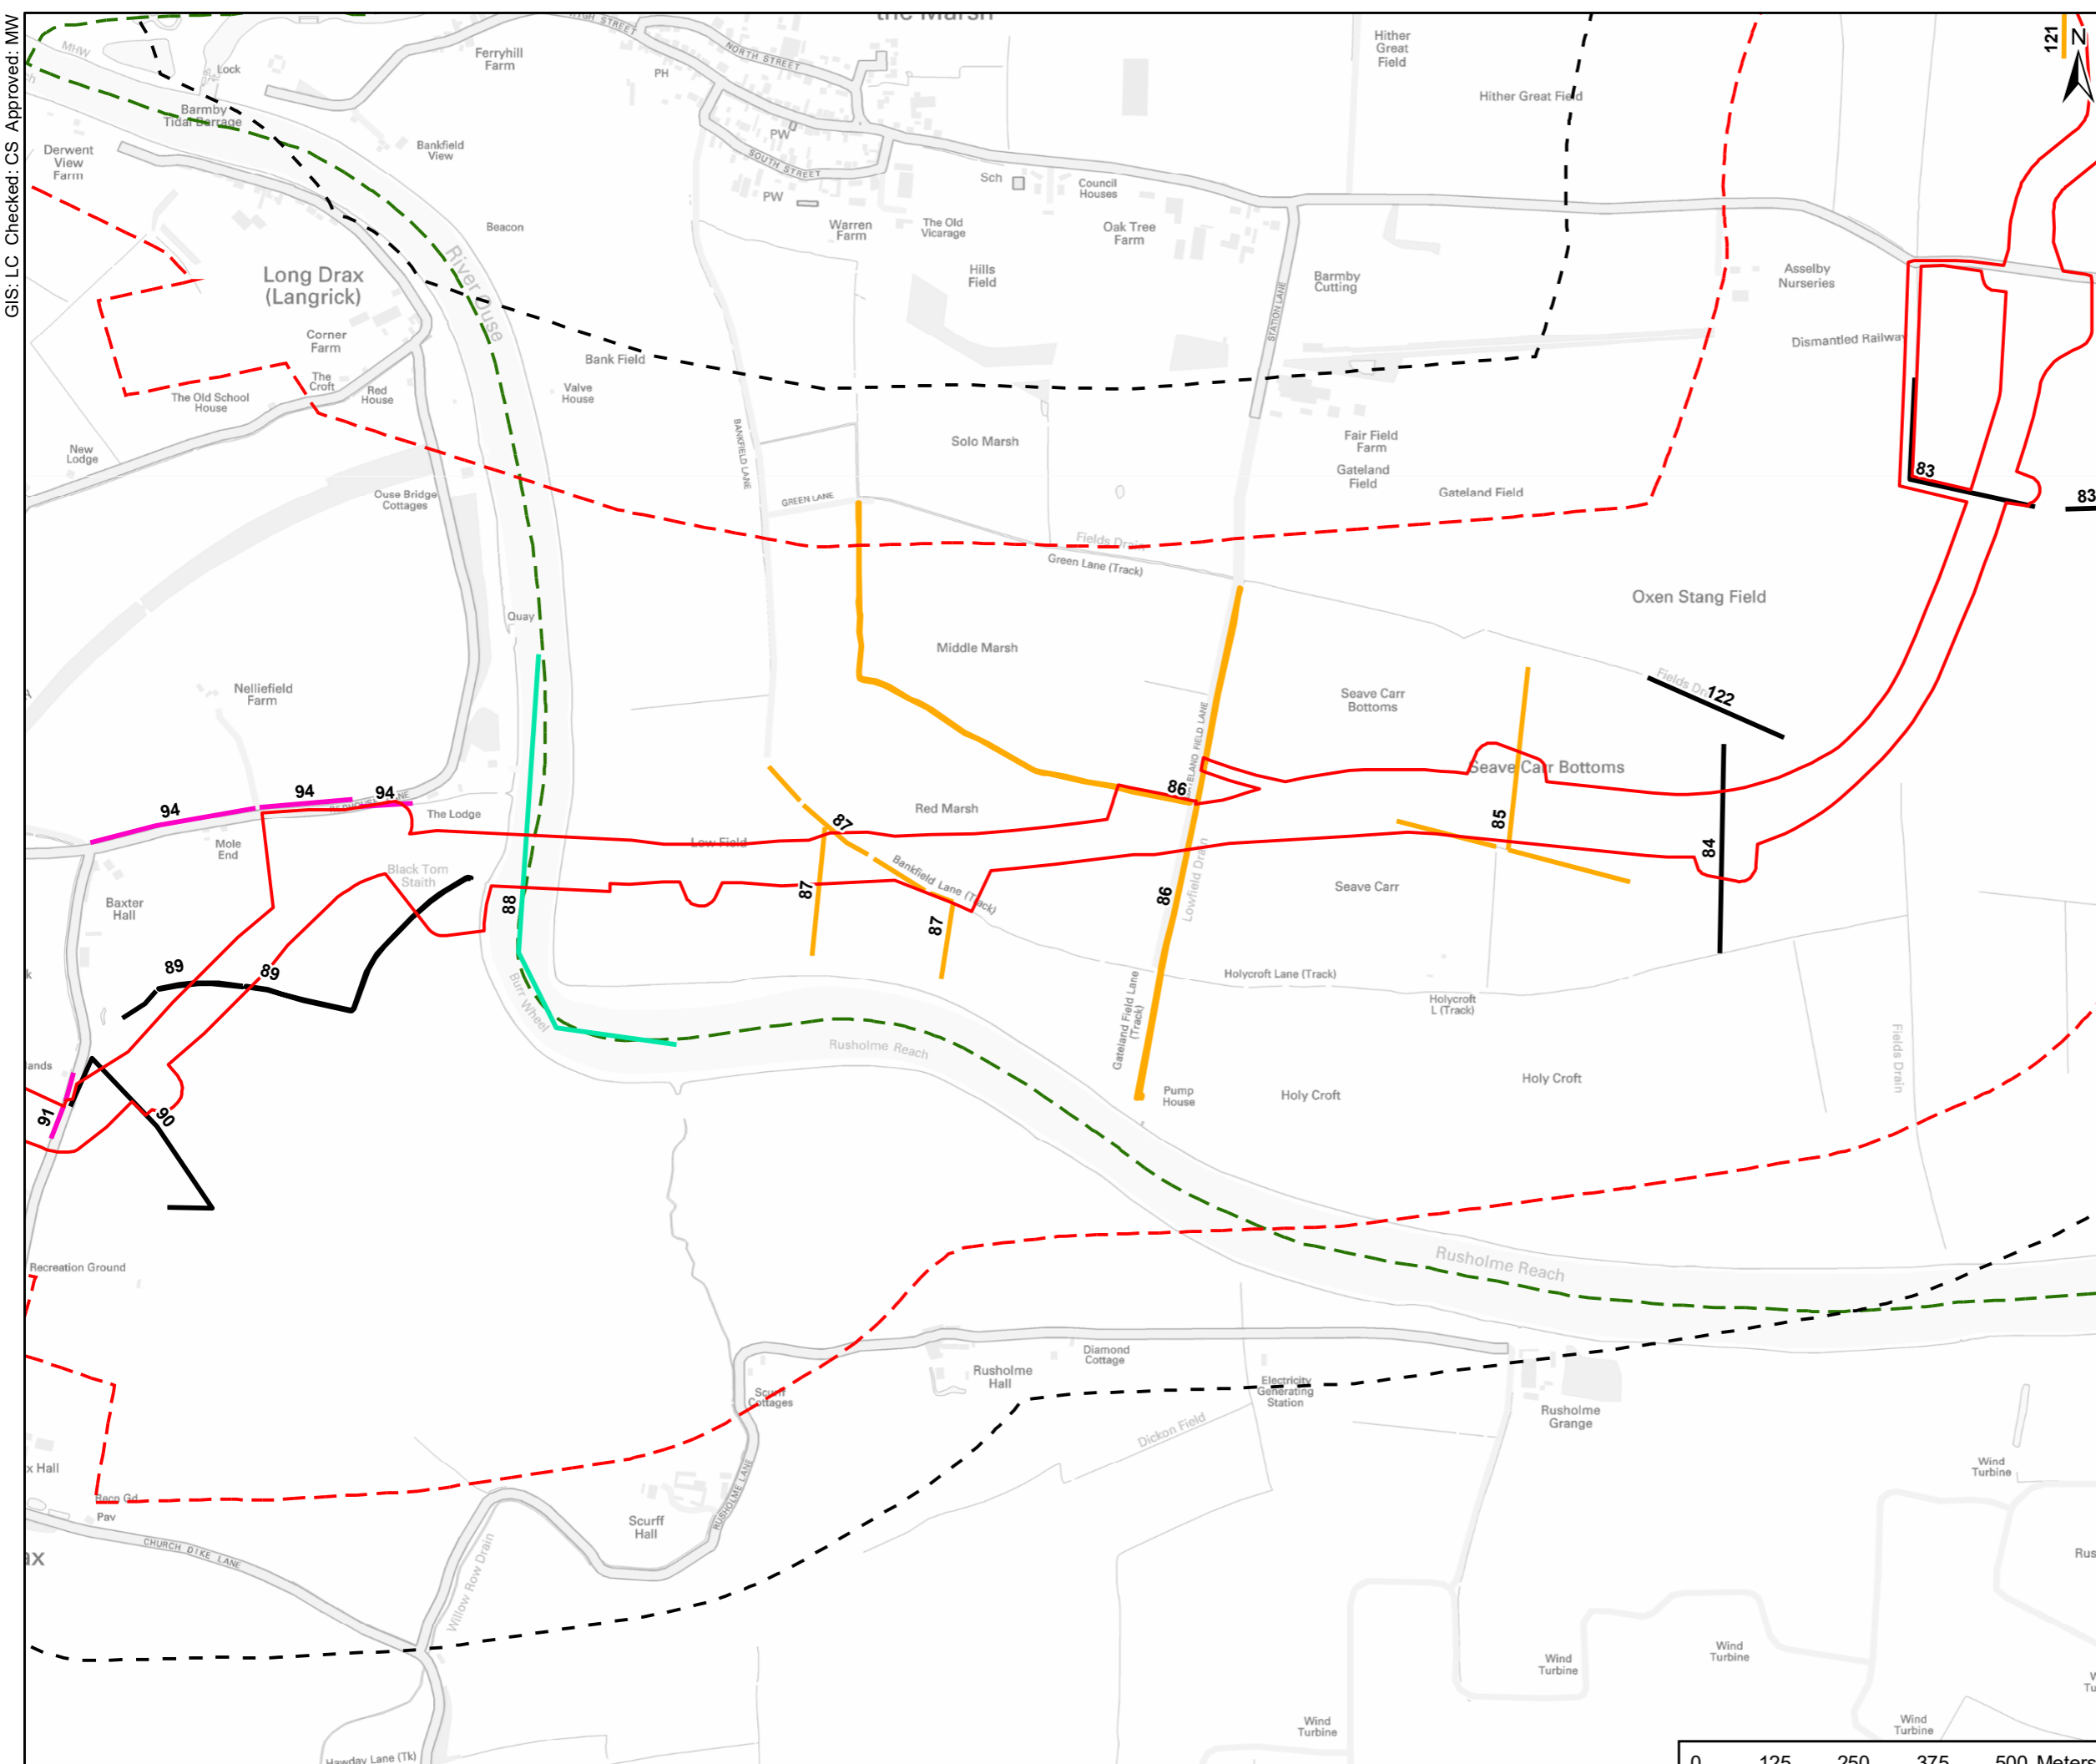 GIS: LC Checked: CS Approved: MW
the Marsh
HIGH STREET
NORTH STREET
MHW
Lock
Ferryhill
Farm
PH
Hither
Great
Field
121
N
Barmby
Tidal Barrage
Hither Great Field
Derwent
View
Farm
Bankfield
View
PW
SOUTH STREET
Sch
Council
Houses
PW
Beacon
Warren
Farm
The Old
Vicarage
Oak Tree
Farm
River Ouse
Long Drax
(Langrick)
Hills
Field
Barmby
Cutting
Asselby
Nurseries
STATION LANE
Corner
Farm
Bank Field
Dismantled Railway
The
Croft
Red
House
Valve
House
The Old School
House
New
Lodge
BANKFIELD LANE
Solo Marsh
Fair Field
Farm
Gateland
Field
Gateland Field
83
83
Ouse Bridge
Cottages
GREEN LANE
Fields Drain
Green Lane (Track)
Oxen Stang Field
Quay
Middle Marsh
Nelliefield
Farm
Seave Carr
Bottoms
Fields Dr
122
GATELAND FIELD LANE
Seave Carr Bottoms
94
94
94
REDHOUSE LANE
The Lodge
Red Marsh
86
85
87
Low Field
Mole
End
84
Black Tom
Staith
Bankfield Lane (Track)
Lowfield Drain
Seave Carr
87
86
88
87
Baxter
Hall
89
89
Holycroft Lane (Track)
Holycroft
L (Track)
Burr Wheel
Gateland Field Lane
(Track)
Rusholme Reach
Fields Drain
lands
Holy Croft
Holy Croft
Pump
House
91
90
Recreation Ground
Rusholme Reach
Diamond
Cottage
Rusholme
Hall
Scurff
Cottages
Electricity
Generating
Station
Rusholme
Grange
Dickon Field
x Hall
Recn Gd
Pav
Wind
Turbine
Scurff
Hall
RUSHOLME LANE
CHURCH DIKE LANE
ax
Willow Row Drain
Rus
Wind
Turbine
Wind
Turbine
Wind
Turbine
Wind
Turbine
Hawday Lane (Tk)
0 125 250 375 500 Meters